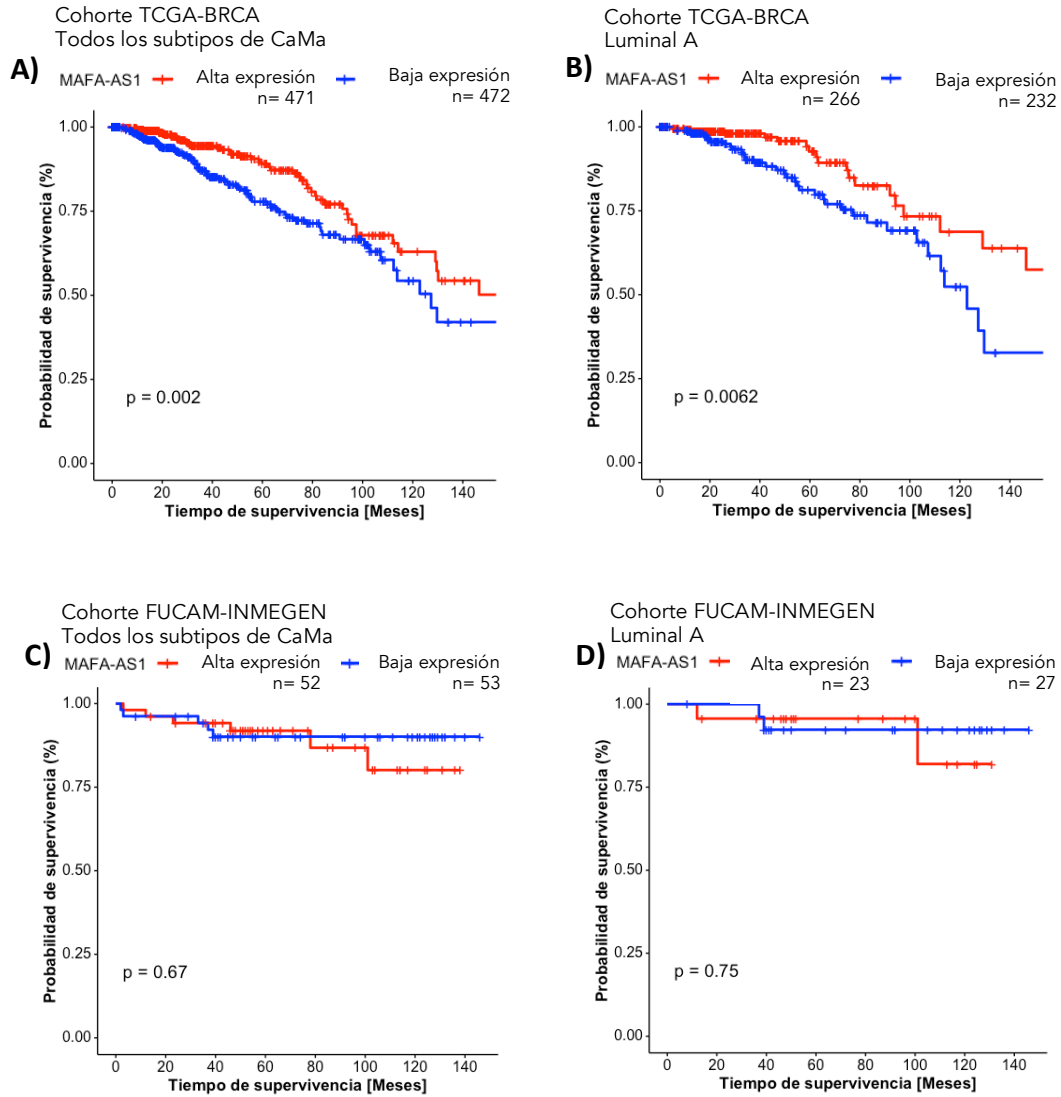 Cohorte TCGA-BRCA
Todos los subtipos de CaMa
A)
MAFA-AS1 Alta expresión Baja expresión
n= 471 n= 472
Probabilidad de supervivencia (%)
1.00
0.75
0.50
0.25
0.00
p = 0.002
0 20 40 60 80 100 120 140
Tiempo de supervivencia [Meses]
Cohorte TCGA-BRCA
Luminal A
B)
MAFA-AS1 Alta expresión Baja expresión
n= 266 n= 232
Probabilidad de supervivencia (%)
1.00
0.75
0.50
0.25
0.00
p = 0.0062
0 20 40 60 80 100 120 140
Tiempo de supervivencia [Meses]
Cohorte FUCAM-INMEGEN
Todos los subtipos de CaMa
C)
MAFA-AS1 Alta expresión Baja expresión
n= 52 n= 53
Probabilidad de supervivencia (%)
1.00
0.75
0.50
0.25
0.00
p = 0.67
0 20 40 60 80 100 120 140
Tiempo de supervivencia [Meses]
Cohorte FUCAM-INMEGEN
Luminal A
D)
MAFA-AS1 Alta expresión Baja expresión
n= 23 n= 27
Probabilidad de supervivencia (%)
1.00
0.75
0.50
0.25
0.00
p = 0.75
0 20 40 60 80 100 120 140
Tiempo de supervivencia [Meses]